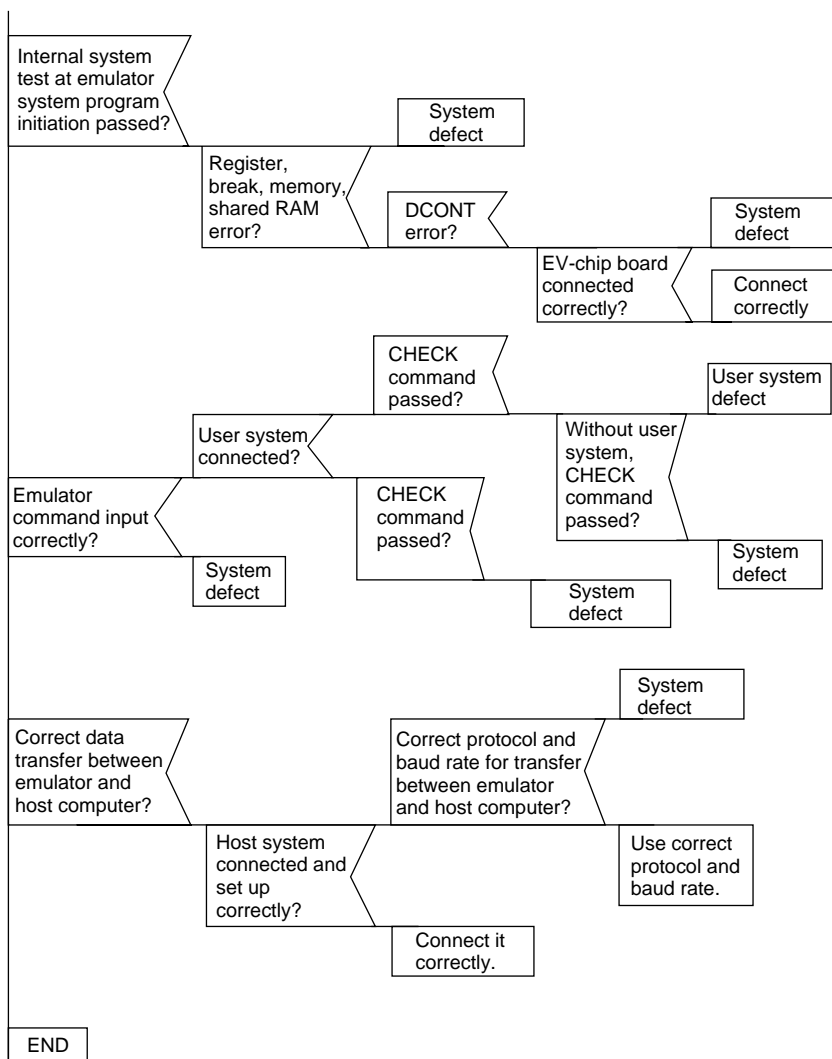 Internal system
test at emulator
system program
initiation passed?
System
defect
Register,
break, memory,
shared RAM
error?
DCONT
error?
System
defect
EV-chip board
connected
correctly?
Connect
correctly
CHECK
command
passed?
User system
defect
User system
connected?
Without user
system,
CHECK
command
passed?
Emulator
command input
correctly?
CHECK
command
passed?
System
defect
System
defect
System
defect
System
defect
Correct data
transfer between
emulator and
host computer?
Correct protocol and
baud rate for transfer
between emulator
and host computer?
Host system
connected and
set up
correctly?
Use correct
protocol and
baud rate.
Connect it
correctly.
END